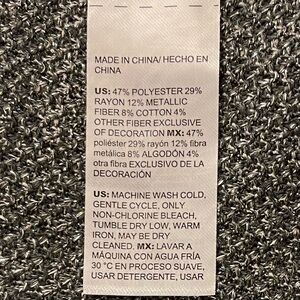 MADE IN CHINA/ HECHO EN
CHINA
US: 47% POLYESTER 29%
RAYON 12% METALLIC
FIBER 8% COTTON 4%
OTHER FIBER EXCLUSIVE
OF DECORATION MX: 47%
poliéster 29% rayón 12% fibra
metálica 8% ALGODÓN 4%
otra fibra EXCLUSIVO DE LA
DECORACIÓN
US: MACHINE WASH COLD,
GENTLE CYCLE, ONLY
NON-CHLORINE BLEACH,
TUMBLE DRY LOW, WARM
IRON, MAY BE DRY
CLEANED. MX: LAVAR A
MÁQUINA CON AGUA FRÍA
30 °C EN PROCESO SUAVE,
USAR DETERGENTE, USAR